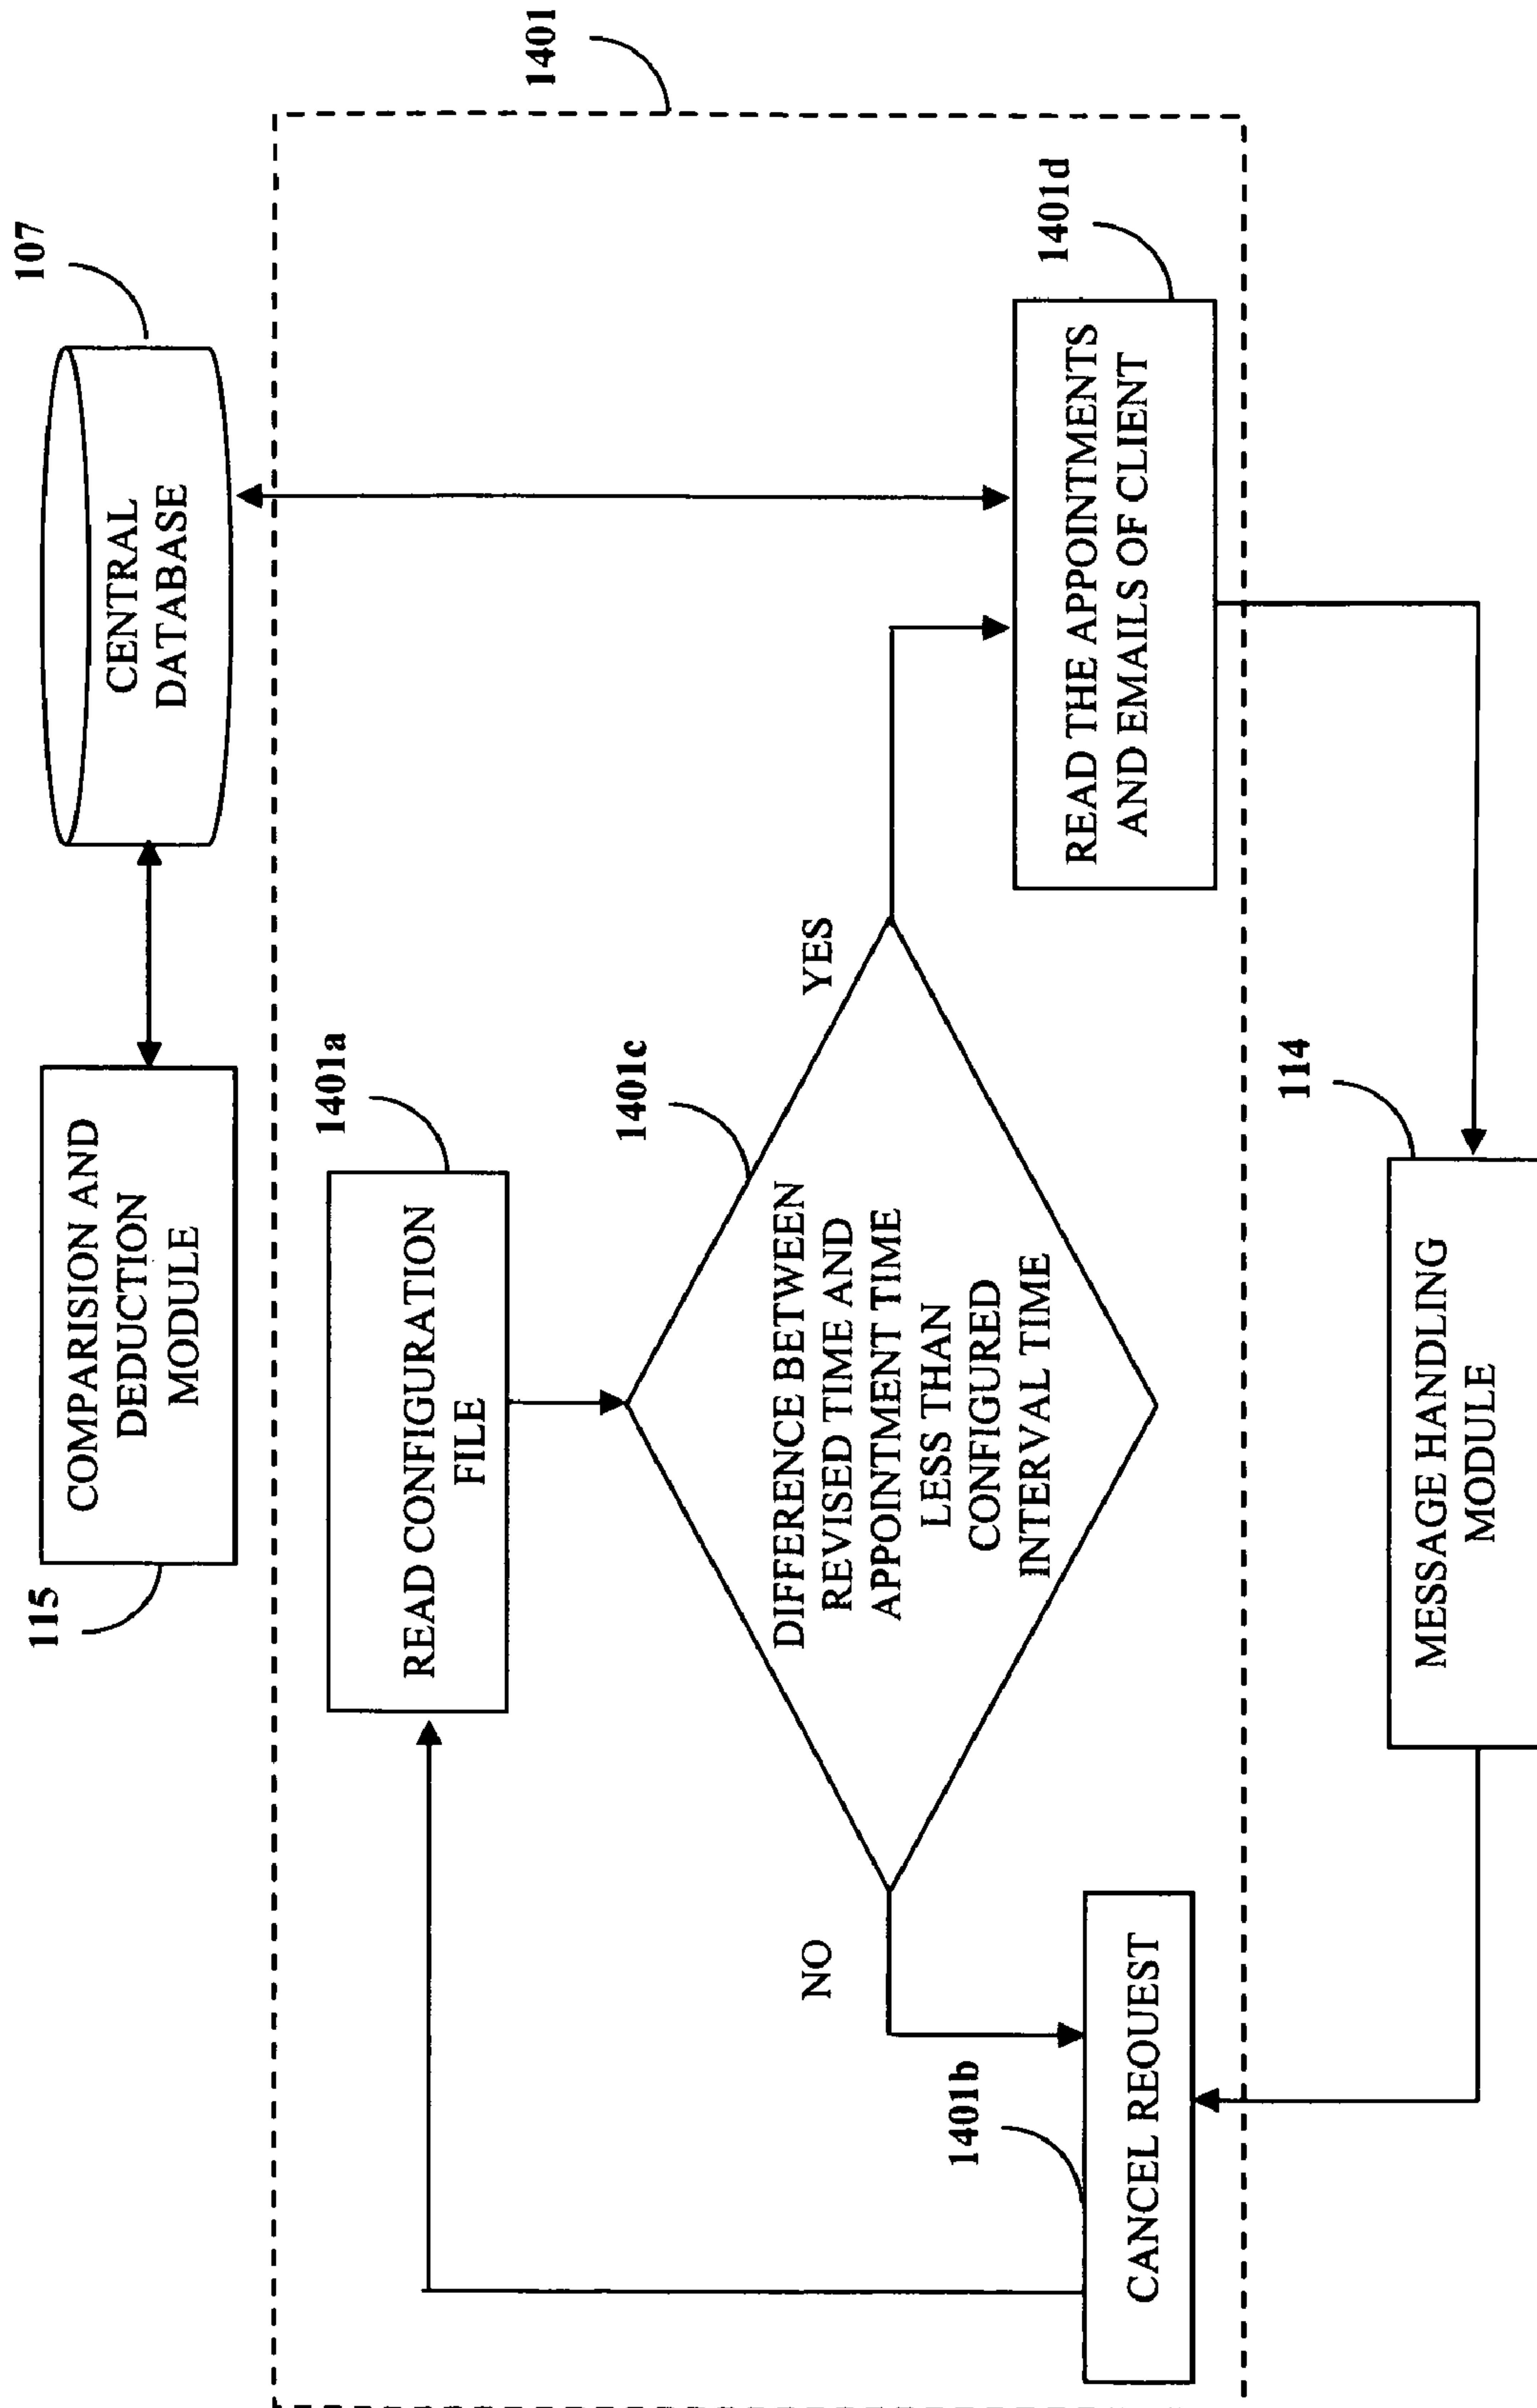 115
COMPARISION AND
DEDUCTION
MODULE
CENTRAL
DATABASE
107
1401
1401a
READ CONFIGURATION
FILE
1401c
DIFFERENCE BETWEEN
REVISED TIME AND
APPOINTMENT TIME
LESS THAN
CONFIGURED
INTERVAL TIME
NO
YES
1401b
CANCEL REQUEST
1401d
READ THE APPOINTMENTS
AND EMAILS OF CLIENT
114
MESSAGE HANDLING
MODULE